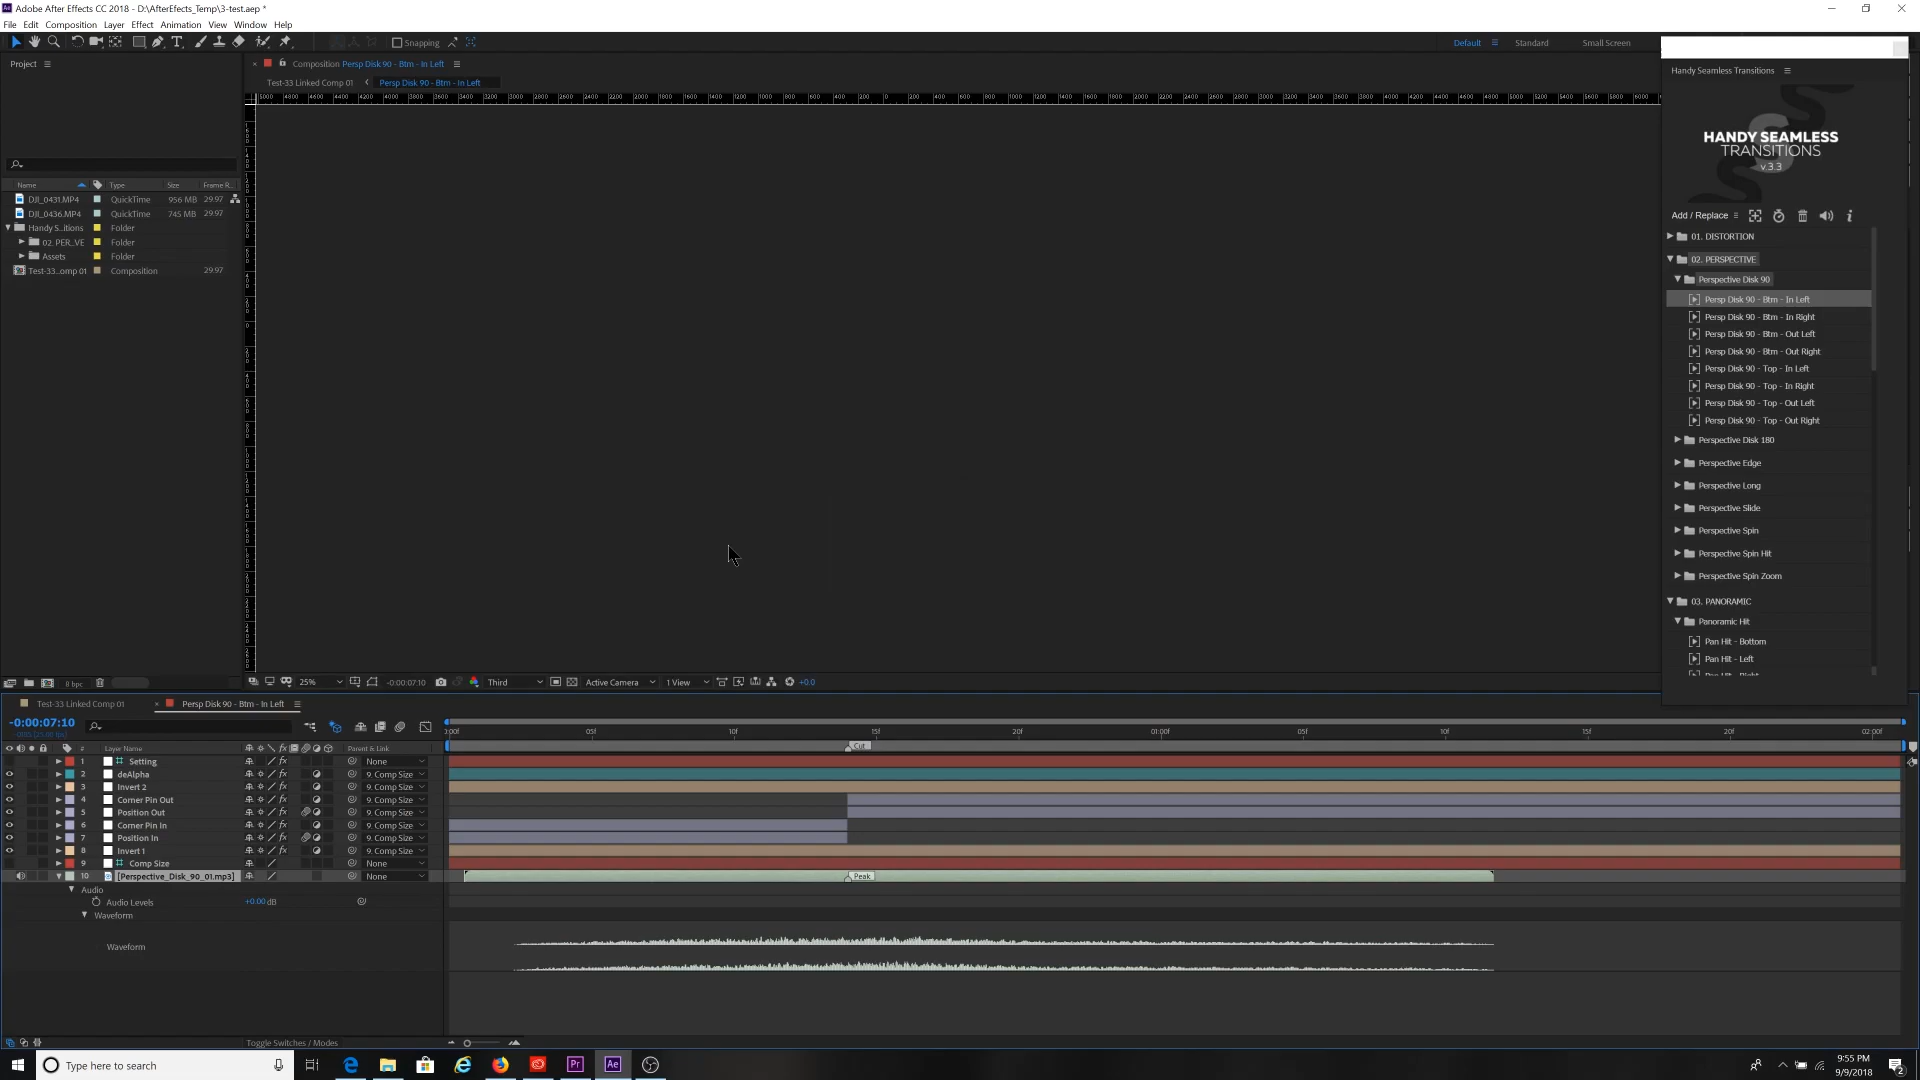 Adobe After Effects CC 2018 - D:\AfterEffects_Temp\3-test.aep *
File Edit Composition Layer Effect Animation View Window Help
Snapping
Default Standard Small Screen
Project
Composition Persp Disk 90 - Btm - In Left
Test-33 Linked Comp 01 Persp Disk 90 - Btm - In Left
Handy Seamless Transitions
HANDY SEAMLESS
TRANSITIONS
v 3.3
Add / Replace
Name Type Size Frame R...
DJI_0431.MP4 QuickTime 956 MB 29.97
DJI_0436.MP4 QuickTime 745 MB 29.97
Handy S...itions Folder
02. PER_VE Folder
Assets Folder
Test-33...omp 01 Composition 29.97
01. DISTORTION
02. PERSPECTIVE
Perspective Disk 90
Persp Disk 90 - Btm - In Left
Persp Disk 90 - Btm - In Right
Persp Disk 90 - Btm - Out Left
Persp Disk 90 - Btm - Out Right
Persp Disk 90 - Top - In Left
Persp Disk 90 - Top - In Right
Persp Disk 90 - Top - Out Left
Persp Disk 90 - Top - Out Right
Perspective Disk 180
Perspective Edge
Perspective Long
Perspective Slide
Perspective Spin
Perspective Spin Hit
Perspective Spin Zoom
03. PANORAMIC
Panoramic Hit
Pan Hit - Bottom
Pan Hit - Left
8 bpc
25% -0:00:07:10 Third Active Camera 1 View +0.0
Test-33 Linked Comp 01 Persp Disk 90 - Btm - In Left
-0:00:07:10
05f 10f 15f 20f 01:00f 05f 10f 15f 20f 02:00f
Cut
# Layer Name Parent & Link
1 Setting None
2 deAlpha 9. Comp Size
3 Invert 2 9. Comp Size
4 Corner Pin Out 9. Comp Size
5 Position Out 9. Comp Size
6 Corner Pin In 9. Comp Size
7 Position In 9. Comp Size
8 Invert 1 9. Comp Size
9 Comp Size None
10 [Perspective_Disk_90_01.mp3] None Peak
Audio
Audio Levels +0.00 dB
Waveform
Waveform
Toggle Switches / Modes
Type here to search
9:55 PM
9/9/2018
2